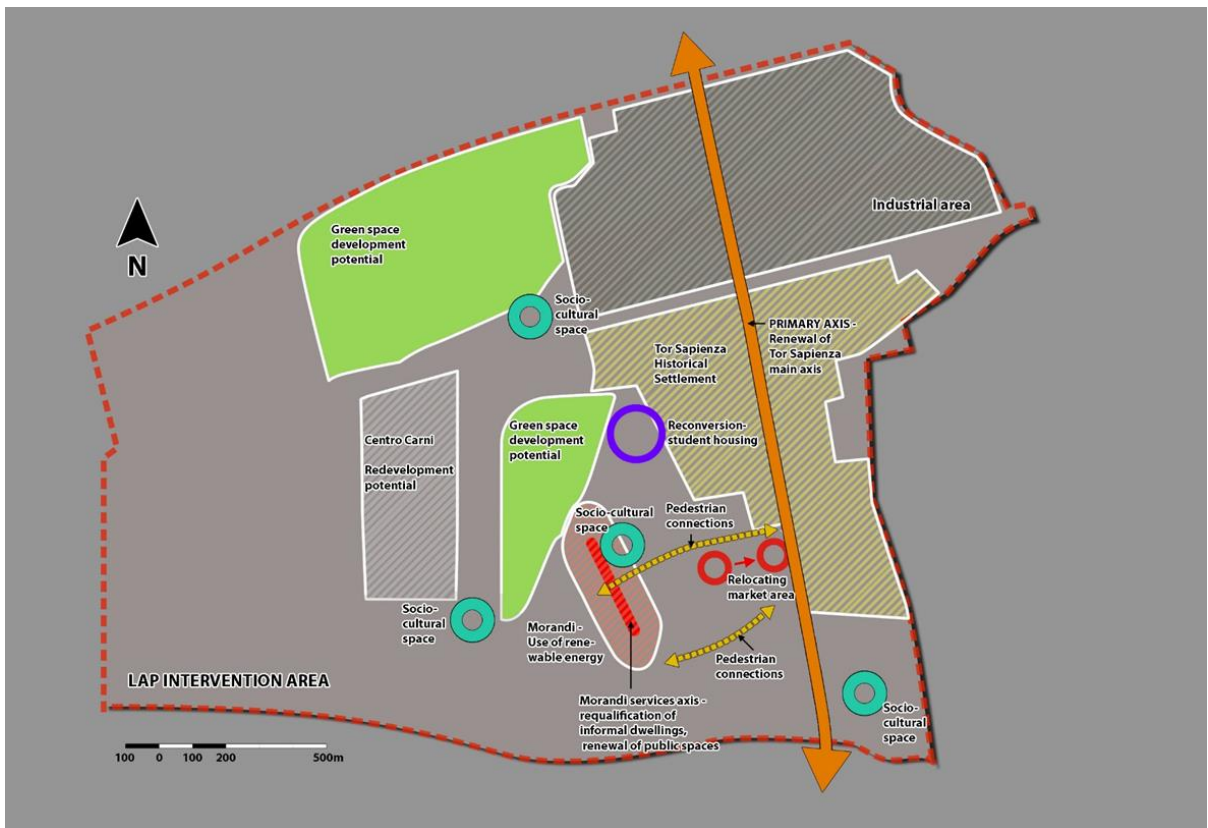 Industrial area
Green space
development
potential
N
Socio-
cultural
space
PRIMARY AXIS -
Renewal of
Tor Sapienza
main axis
Tor Sapienza
Historical
Settlement
Centro Carni
Redevelopment
potential
Green space
development
potential
Reconversion-
student housing
Socio-cultural
space
Pedestrian
connections
Relocating
market area
Socio-
cultural
space
Morandi -
Use of rene-
wable energy
Pedestrian
connections
LAP INTERVENTION AREA
Morandi services axis -
requalification of
informal dwellings,
renewal of public spaces
Socio-
cultural
space
100 0 100 200 500m